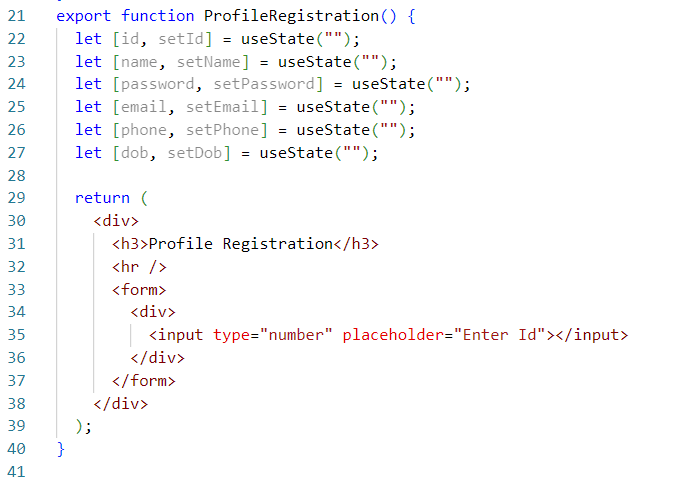 21 export function ProfileRegistration() {
22 let [id, setId] = useState("");
23 let [name, setName] = useState("");
24 let [password, setPassword] = useState("");
25 let [email, setEmail] = useState("");
26 let [phone, setPhone] = useState("");
27 let [dob, setDob] = useState("");
28
29 return (
30 <div>
31 <h3>Profile Registration</h3>
32 <hr />
33 <form>
34 <div>
35 <input type="number" placeholder="Enter Id"></input>
36 </div>
37 </form>
38 </div>
39 );
40 }
41